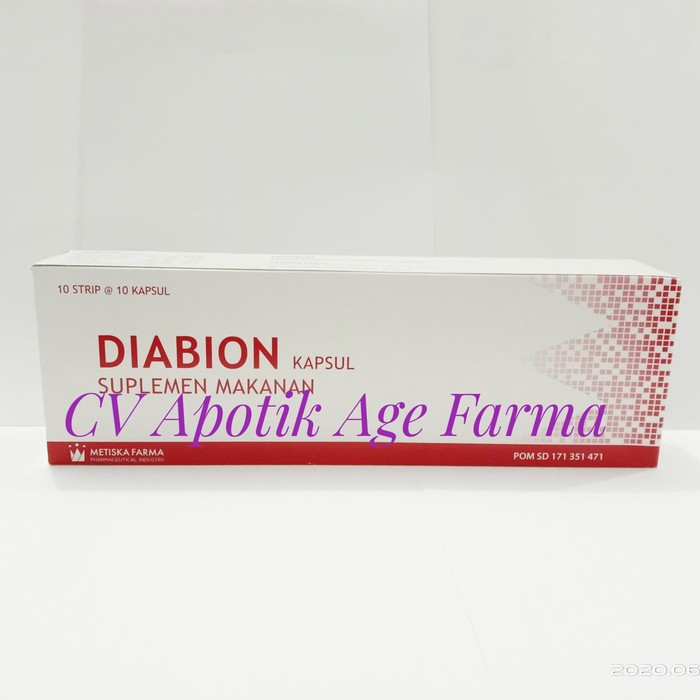 10 STRIP @ 10 KAPSUL
DIABION KAPSUL
SUPLEMEN MAKANAN
CV Apotik Age Farma
METISKA FARMA
PHARMACEUTICAL INDUSTRY
POM SD 171 351 471
2020.06